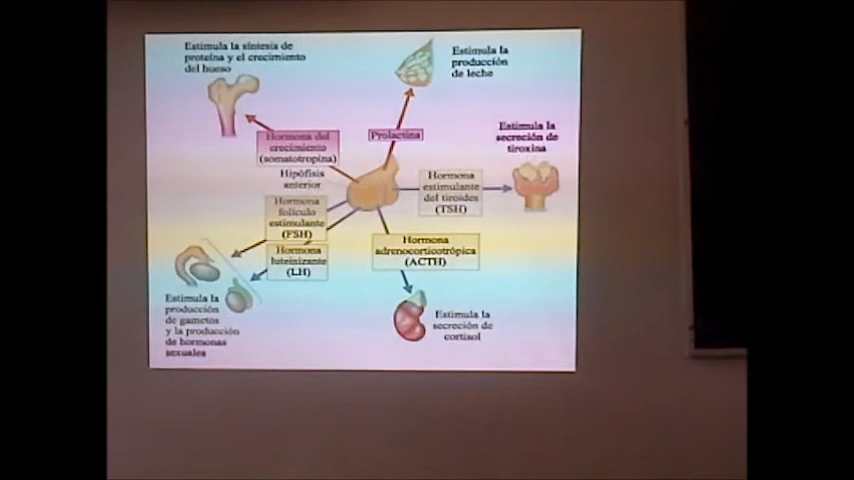 Estimula la síntesis de
proteína y el crecimiento
del hueso
Estimula la
producción
de leche
Hormona del
crecimiento
(somatotropina)
Prolactina
Estimula la
secreción de
tiroxina
Hipófisis
anterior
Hormona
estimulante
del tiroides
(TSH)
Hormona
folículo
estimulante
(FSH)
Hormona
luteinizante
(LH)
Hormona
adrenocorticotrópica
(ACTH)
Estimula la
producción
de gametos
y la producción
de hormonas
sexuales
Estimula la
secreción de
cortisol